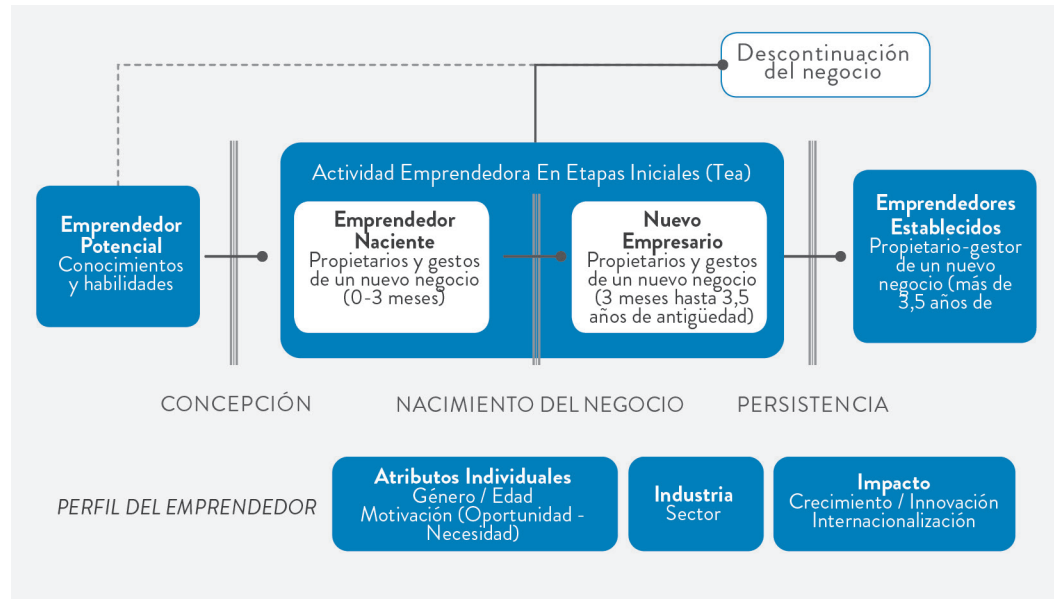 Descontinuación
del negocio
Actividad Emprendedora En Etapas Iniciales (Tea)
Emprendedor
Potencial
Conocimientos
y habilidades
Emprendedor
Naciente
Propietarios y gestos
de un nuevo negocio
(0-3 meses)
Nuevo
Empresario
Propietarios y gestos
de un nuevo negocio
(3 meses hasta 3,5
años de antigüedad)
Emprendedores
Establecidos
Propietario-gestor
de un nuevo
negocio (más de
3,5 años de
CONCEPCIÓN
NACIMIENTO DEL NEGOCIO
PERSISTENCIA
PERFIL DEL EMPRENDEDOR
Atributos Individuales
Género / Edad
Motivación (Oportunidad -
Necesidad)
Industria
Sector
Impacto
Crecimiento / Innovación
Internacionalización